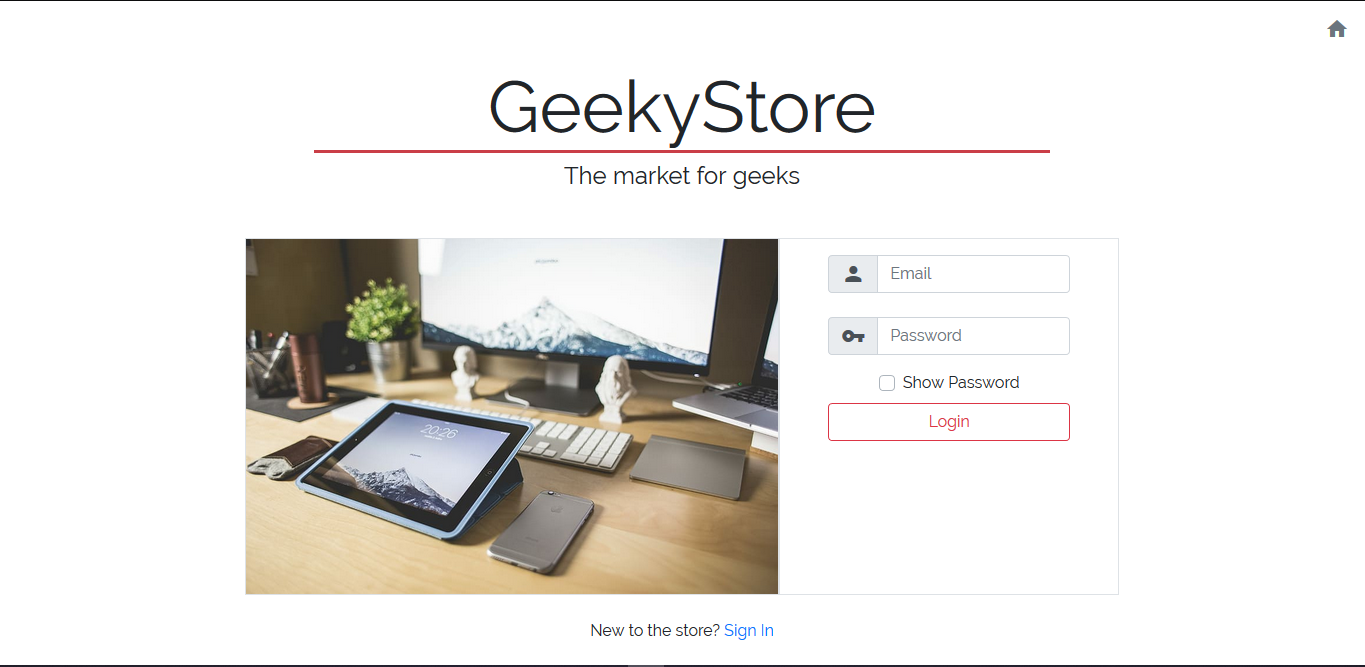 GeekyStore
The market for geeks
20:26
Email
Password
Show Password
Login
New to the store? Sign In